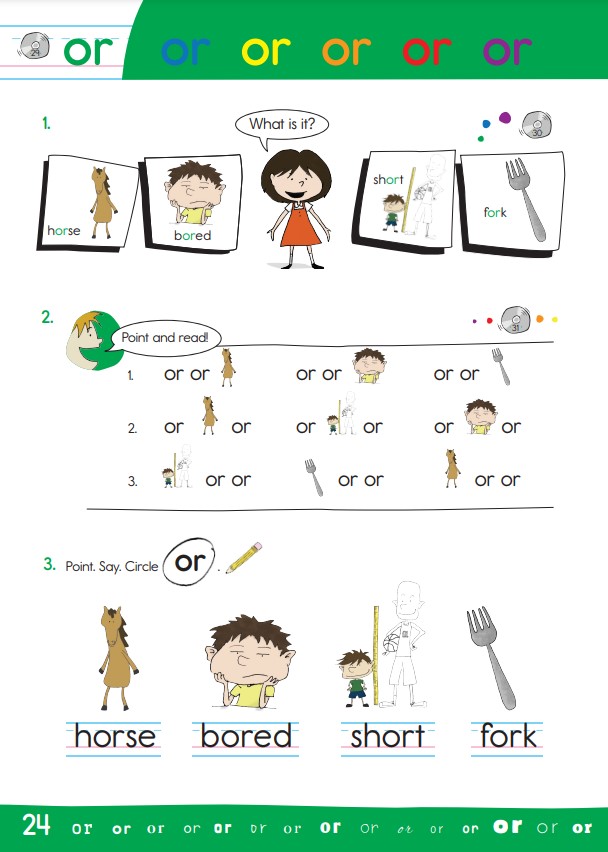 24 or or or or or or
1. What is it? 30
horse bored short fork
2. Point and read! 31
1. or or or or or or
2. or or or or or or
3. or or or or or or
3. Point. Say. Circle or .
horse bored short fork
24 or or or or or or or or or or or or or or or